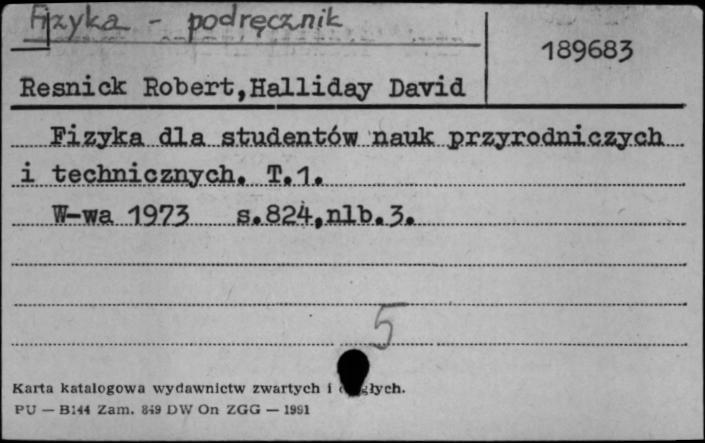 Fizyka - podręcznik
189683
Resnick Robert,Halliday David
Fizyka dla studentów nauk przyrodniczych
i technicznych. T.1.
W-wa 1973 s.824,nlb.3.
5
Karta katalogowa wydawnictw zwartych i
PU — B144 Zam. 849 DW On ZGG — 1991